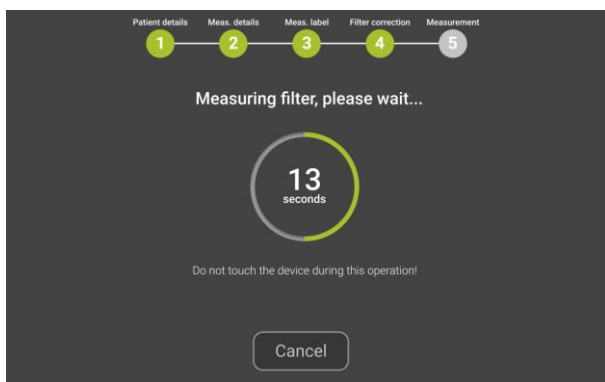 Patient details Meas. details Meas. label Filter correction Measurement
1 2 3 4 5
Measuring filter, please wait...
13
seconds
Do not touch the device during this operation!
Cancel